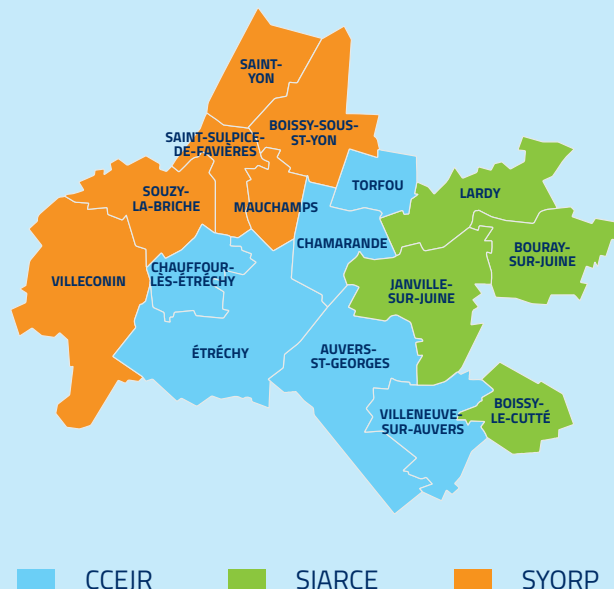 SAINT-
YON
SAINT-SULPICE-
DE-FAVIÈRES
BOISSY-SOUS-
ST-YON
TORFOU
LARDY
SOUZY-
LA-BRICHE
MAUCHAMPS
CHAMARANDE
BOURAY-
SUR-JUINE
VILLECONIN
CHAUFFOUR-
LÈS-ÉTRÉCHY
JANVILLE-
SUR-JUINE
ÉTRÉCHY
AUVERS-
ST-GEORGES
VILLENEUVE-
SUR-AUVERS
BOISSY-
LE-CUTTÉ
CCEJR
SIARCE
SYORP